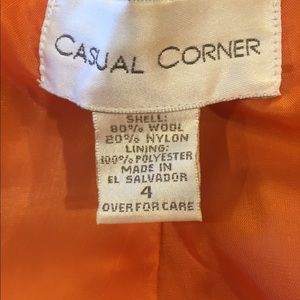 CASUAL CORNER
SHELL:
80% WOOL
20% NYLON
LINING:
100% POLYESTER
MADE IN
EL SALVADOR
4
OVER FOR CARE